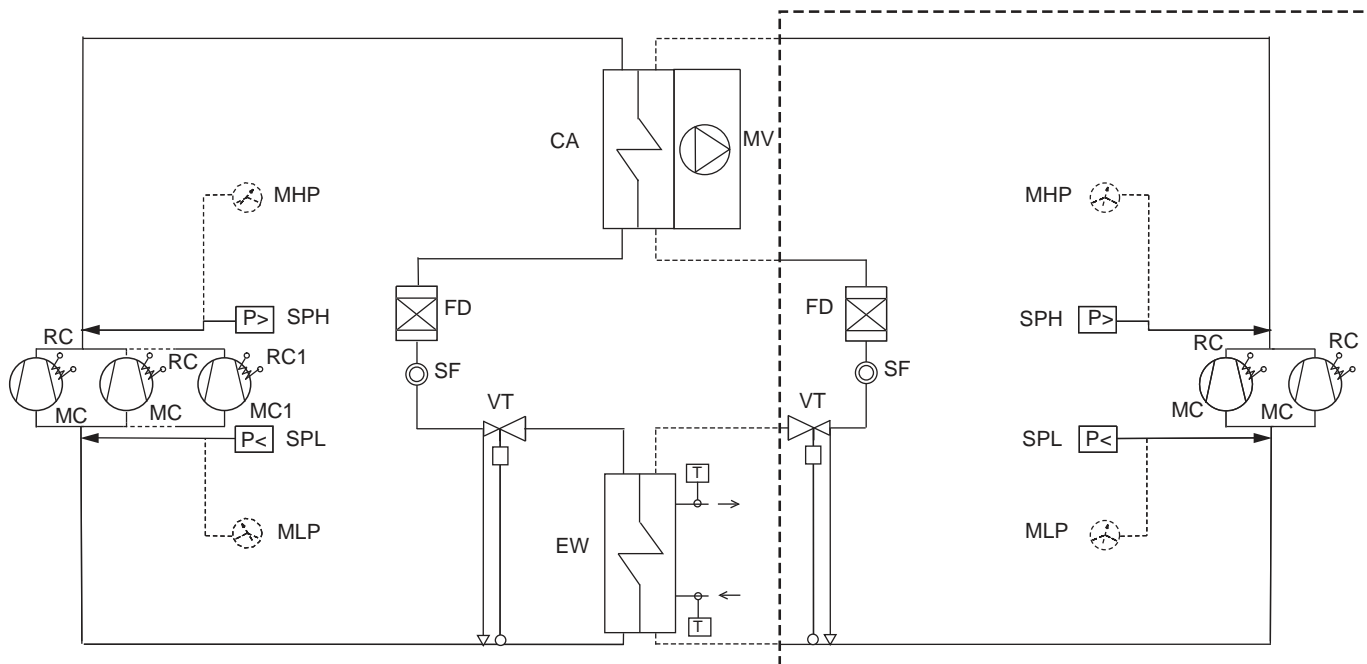 CA
MV
MHP
MHP
FD
FD
P>
SPH
SPH
P>
RC
RC
RC1
RC
RC
SF
SF
MC
MC
MC1
VT
VT
MC
MC
P<
SPL
SPL
P<
T
MLP
EW
MLP
T